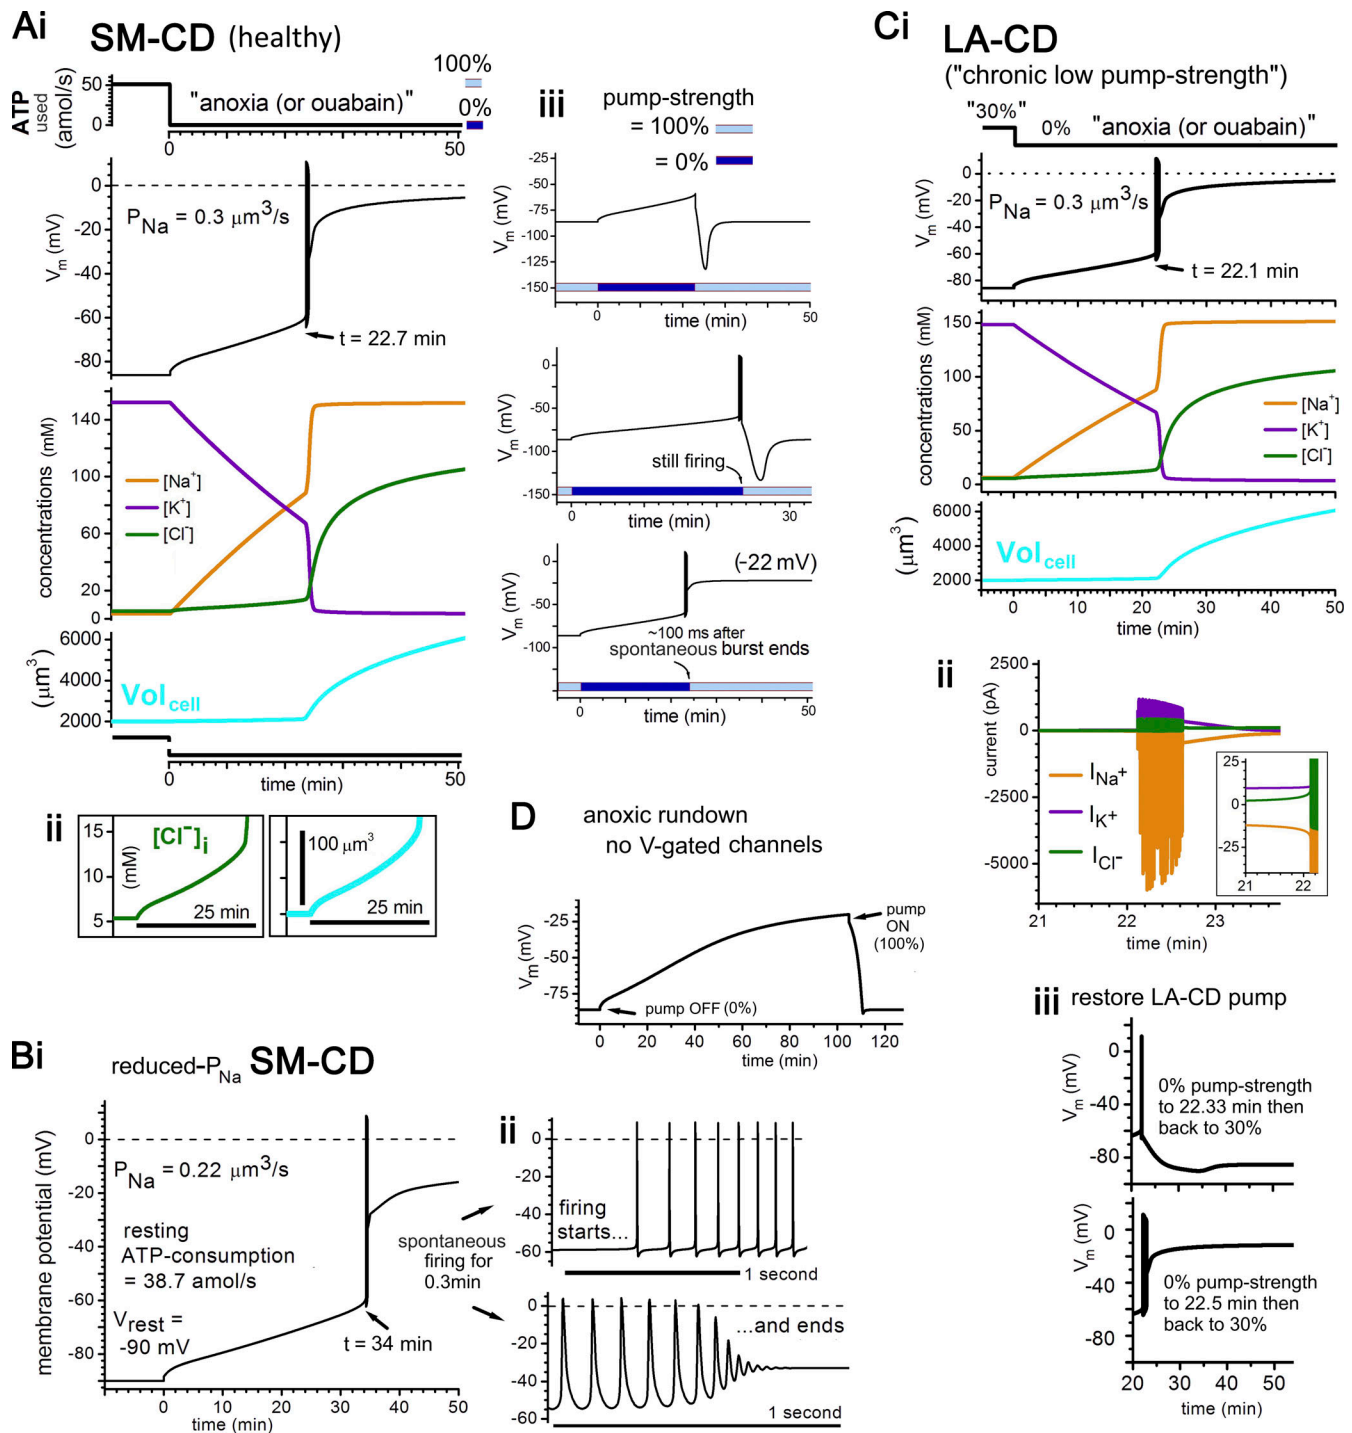 Ai
SM-CD (healthy)
ATP
used
(amol/s)
50
0
"anoxia (or ouabain)"
100%
0%
0
50
Vm (mV)
0
-20
-40
-60
-80
PNa = 0.3 μm3/s
t = 22.7 min
concentrations (mM)
160
120
80
40
20
0
[Na+]
[K+]
[Cl-]
(μm3)
6000
4000
2000
Volcell
0 10 20 30 40 50
time (min)
ii
(mM)
15
10
5
[Cl-]i
25 min
100 μm3
25 min
iii
pump-strength
= 100%
= 0%
Vm (mV)
-25
-50
-75
-100
-125
-150
0 50
time (min)
Vm (mV)
0
-50
-100
-150
still firing
0 10 20 30
time (min)
Vm (mV)
0
-50
-100
(-22 mV)
~100 ms after
spontaneous burst ends
0 50
time (min)
Bi
reduced-PNa SM-CD
membrane potential (mV)
0
-20
-40
-60
-80
PNa = 0.22 μm3/s
resting
ATP-consumption
= 38.7 amol/s
Vrest =
-90 mV
t = 34 min
0 10 20 30 40 50
time (min)
spontaneous
firing for
0.3min
ii
0
-20
-40
-60
firing
starts...
1 second
0
-20
-40
-60
...and ends
1 second
Ci
LA-CD
("chronic low pump-strength")
"30%"
0%
"anoxia (or ouabain)"
Vm (mV)
0
-20
-40
-60
-80
PNa = 0.3 μm3/s
t = 22.1 min
concentrations (mM)
150
100
50
0
[Na+]
[K+]
[Cl-]
(μm3)
6000
4000
2000
Volcell
0 10 20 30 40 50
time (min)
ii
current (pA)
2500
0
-2500
-5000
INa+
IK+
ICl-
25
0
-25
21 22
21 22 23
time (min)
iii restore LA-CD pump
Vm (mV)
0
-40
-80
0% pump-strength
to 22.33 min then
back to 30%
Vm (mV)
0
-40
-80
0% pump-strength
to 22.5 min then
back to 30%
20 30 40 50
time (min)
D
anoxic rundown
no V-gated channels
Vm (mV)
-25
-50
-75
pump
ON
(100%)
pump OFF (0%)
0 20 40 60 80 100 120
time (min)